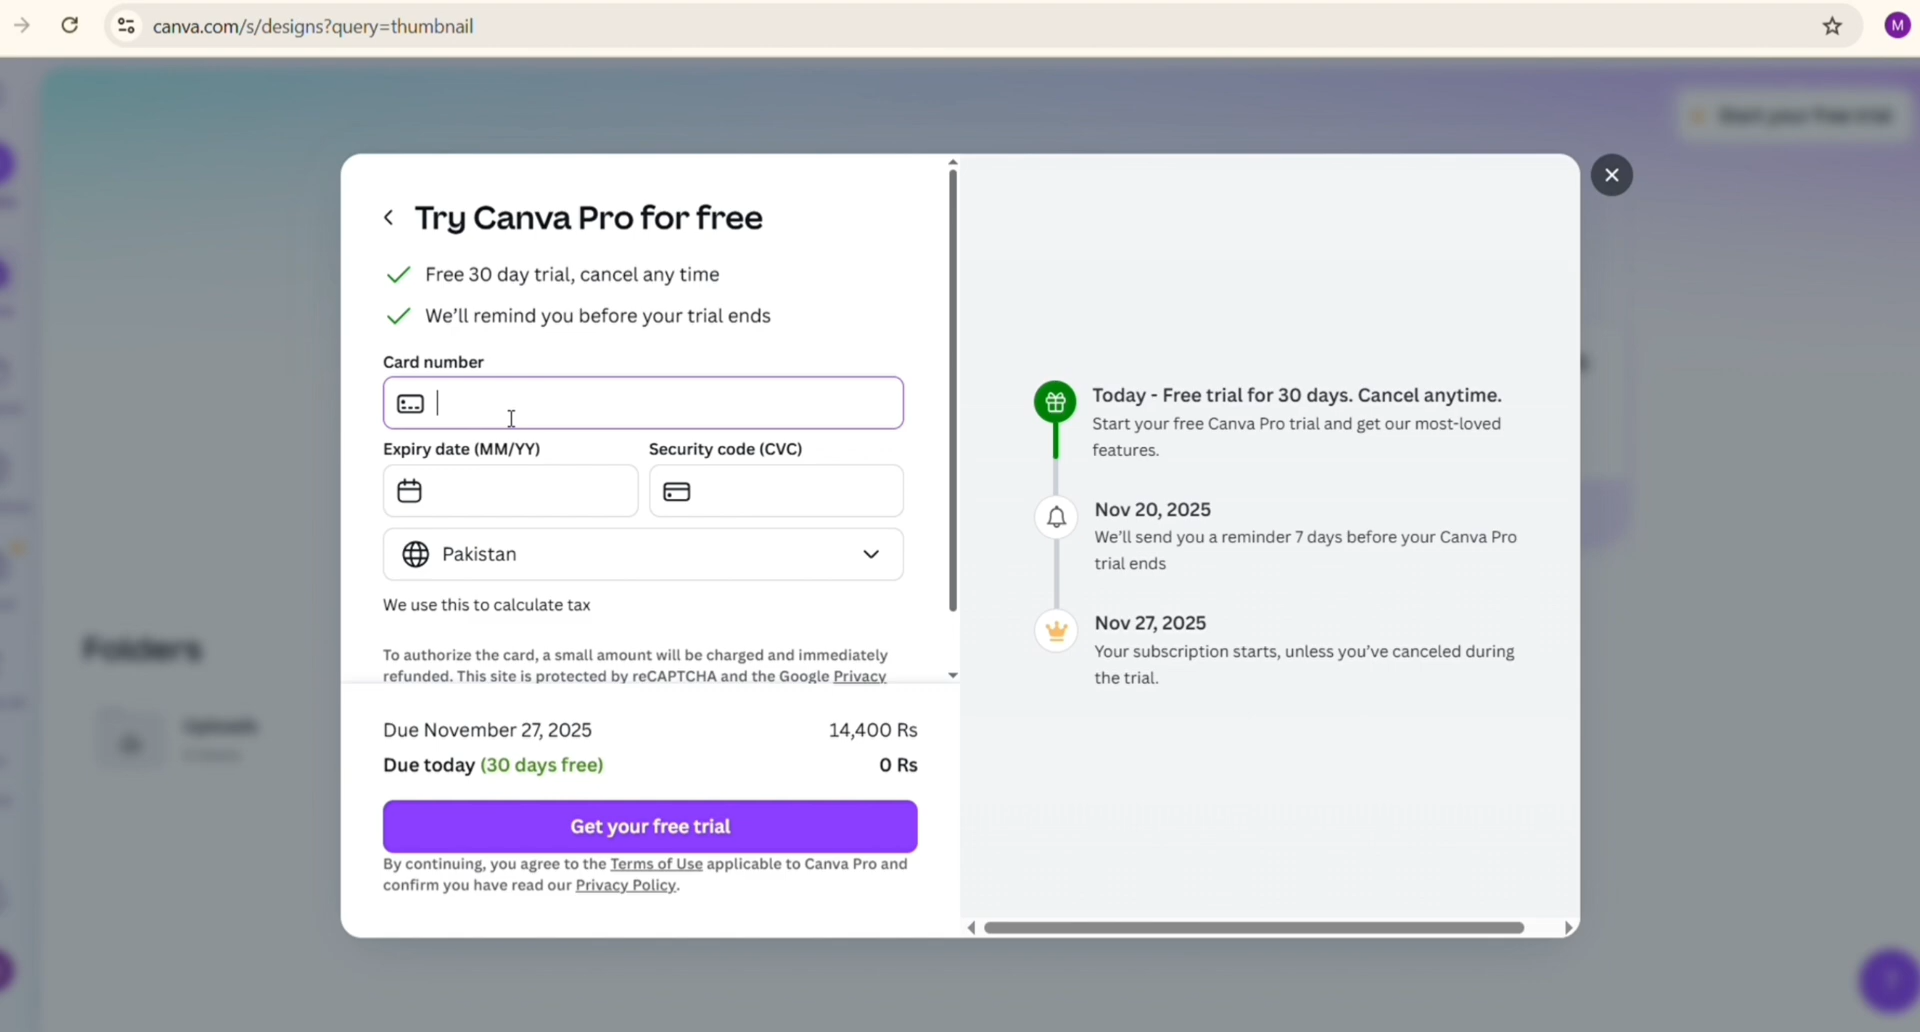 canva.com/s/designs?query=thumbnail
M
Start your free trial
Try Canva Pro for free
Free 30 day trial, cancel any time
We'll remind you before your trial ends
Card number
Expiry date (MM/YY)
Security code (CVC)
Pakistan
We use this to calculate tax
To authorize the card, a small amount will be charged and immediately
refunded. This site is protected by reCAPTCHA and the Google Privacy
Due November 27, 2025
14,400 Rs
Due today (30 days free)
0 Rs
Get your free trial
By continuing, you agree to the Terms of Use applicable to Canva Pro and
confirm you have read our Privacy Policy.
Today - Free trial for 30 days. Cancel anytime.
Start your free Canva Pro trial and get our most-loved
features.
Nov 20, 2025
We'll send you a reminder 7 days before your Canva Pro
trial ends
Nov 27, 2025
Your subscription starts, unless you've canceled during
the trial.
Folders
Uploads